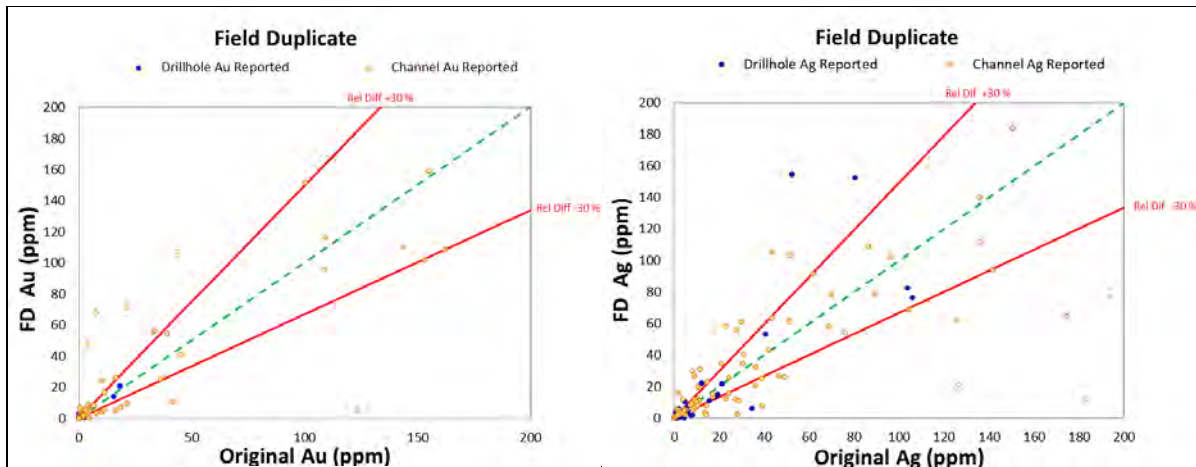 Field Duplicate
Drillhole Au Reported Channel Au Reported
Rel Diff +30 %
200
180
160
140
120
100
80
60
40
20
0
FD Au (ppm)
Rel Diff -30 %
0 50 100 150 200
Original Au (ppm)
Field Duplicate
Drillhole Ag Reported Channel Ag Reported
Rel Dif +30 %
200
180
160
140
120
100
80
60
40
20
0
FD Ag (ppm)
Rel Dif -30 %
0 20 40 60 80 100 120 140 160 180 200
Original Ag (ppm)